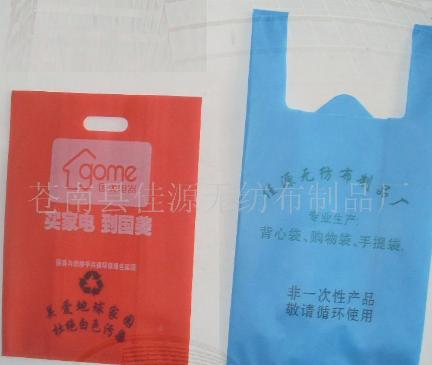 gome
国美电器
买家电 到国美
关爱地球家园
杜绝白色污染
佳源无纺布制品厂
专业生产:
背心袋、购物袋、手提袋.
非一次性产品
敬请循环使用
苍南县佳源无纺布制品厂